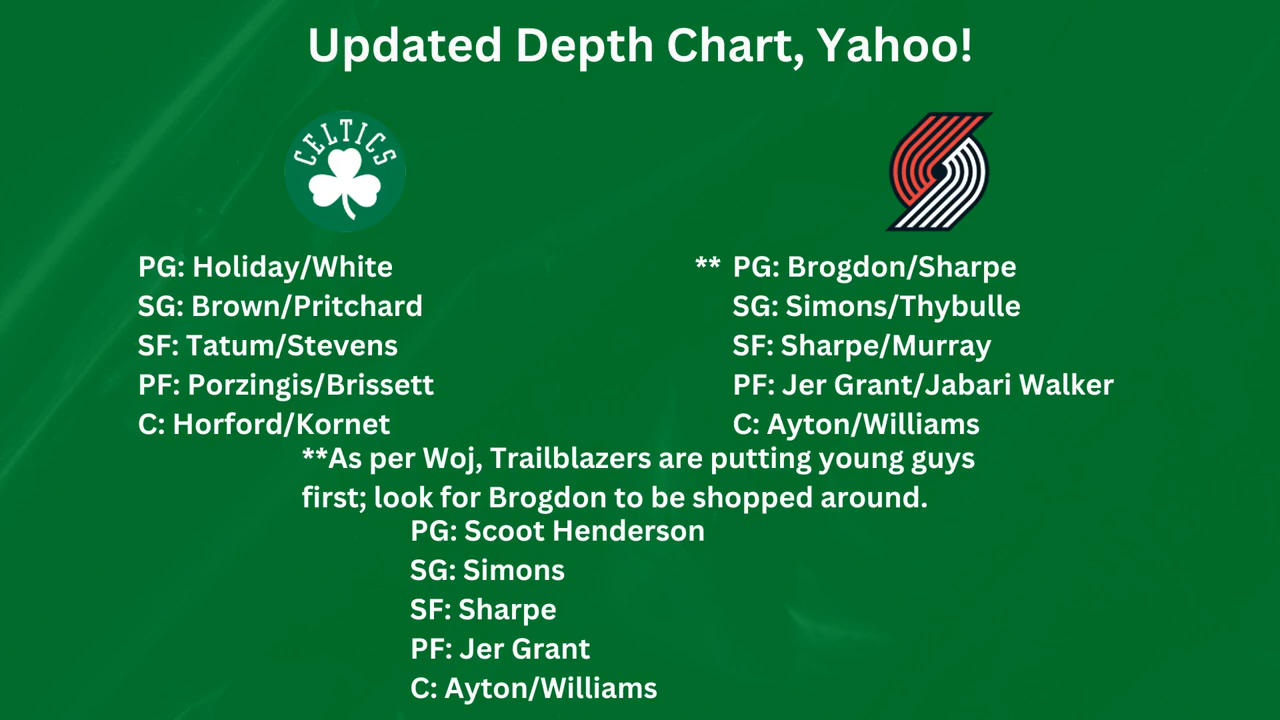 Updated Depth Chart, Yahoo!
CELTICS
PG: Holiday/White
SG: Brown/Pritchard
SF: Tatum/Stevens
PF: Porzingis/Brissett
C: Horford/Kornet
** PG: Brogdon/Sharpe
SG: Simons/Thybulle
SF: Sharpe/Murray
PF: Jer Grant/Jabari Walker
C: Ayton/Williams
**As per Woj, Trailblazers are putting young guys
first; look for Brogdon to be shopped around.
PG: Scoot Henderson
SG: Simons
SF: Sharpe
PF: Jer Grant
C: Ayton/Williams